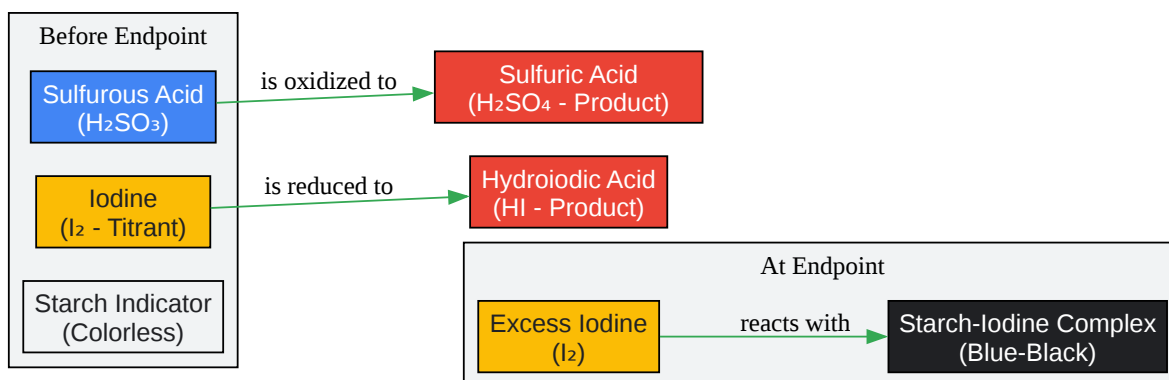 Before Endpoint
Sulfurous Acid
(H₂SO₃)
is oxidized to
Sulfuric Acid
(H₂SO₄ - Product)
Iodine
(I₂ - Titrant)
is reduced to
Hydroiodic Acid
(HI - Product)
Starch Indicator
(Colorless)
At Endpoint
Excess Iodine
(I₂)
reacts with
Starch-Iodine Complex
(Blue-Black)